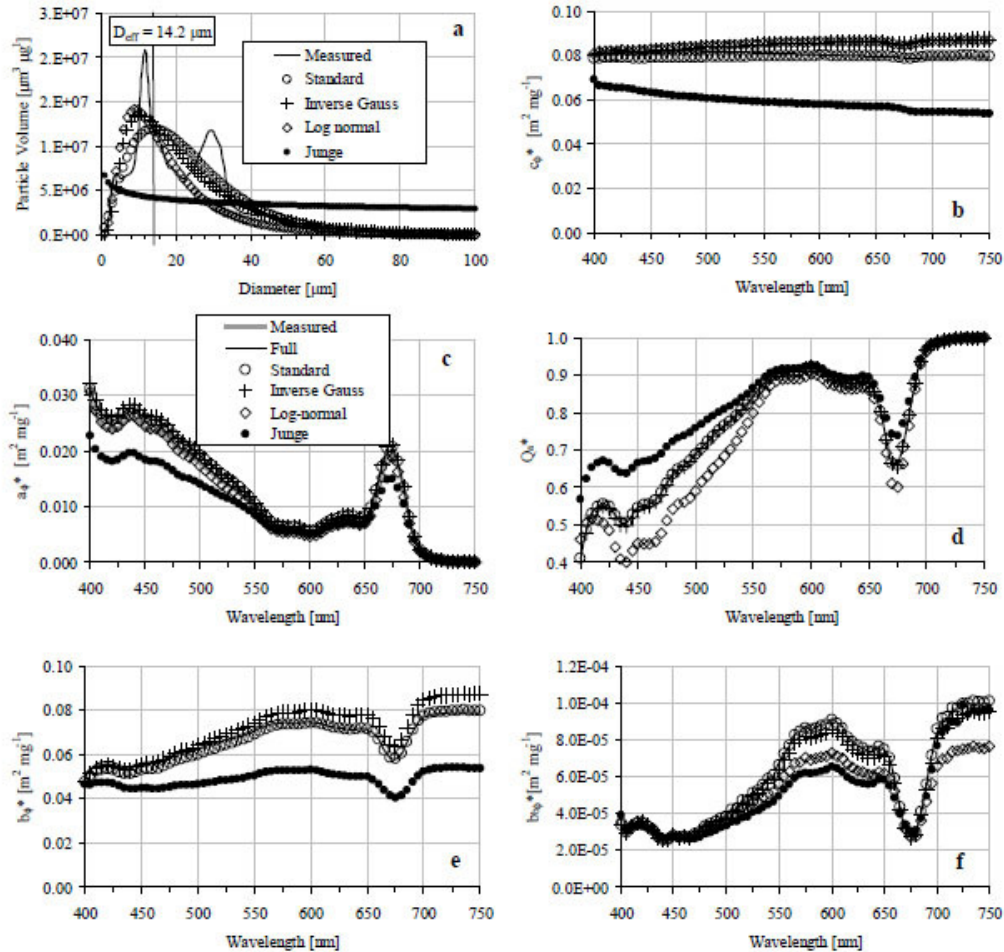 3.E+07
2.E+07
2.E+07
1.E+07
5.E+06
0.E+00
Particle Volume [μm³ μg⁻¹]
D_eff = 14.2 μm
a
Measured
Standard
Inverse Gauss
Log normal
Junge
0 20 40 60 80 100
Diameter [μm]
0.10
0.08
0.06
0.04
0.02
0.00
c_ϕ* [m² mg⁻¹]
b
400 450 500 550 600 650 700 750
Wavelength [nm]
0.040
0.030
0.020
0.010
0.000
a_ϕ* [m² mg⁻¹]
Measured
Full
Standard
Inverse Gauss
Log-normal
Junge
c
400 450 500 550 600 650 700 750
Wavelength [nm]
1.0
0.9
0.8
0.7
0.6
0.5
0.4
Qₐ*
d
400 450 500 550 600 650 700 750
Wavelength [nm]
0.10
0.08
0.06
0.04
0.02
0.00
b_ϕ* [m² mg⁻¹]
e
400 450 500 550 600 650 700 750
Wavelength [nm]
1.2E-04
1.0E-04
8.0E-05
6.0E-05
4.0E-05
2.0E-05
0.0E+00
b_bϕ* [m² mg⁻¹]
f
400 450 500 550 600 650 700 750
Wavelength [nm]